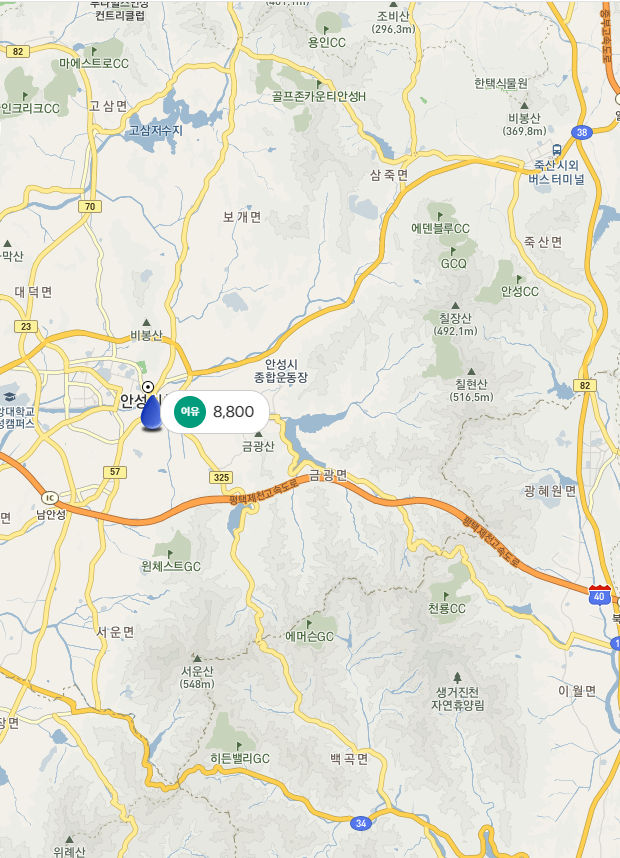 컨트리클럽
조비산
(296,3m)
용인CC
82
마에스트로CC
골프존카운티안성H
한택식물원
인크리크CC
고삼면
고삼저수지
비봉산
(369,8m)
38
죽산시외
버스터미널
삼죽면
70
보개면
에덴블루CC
죽산면
GCQ
안성CC
대덕면
칠장산
(492,1m)
23
비봉산
안성시
종합운동장
칠현산
(516,5m)
82
이유
8,800
금광산
57
325
금광면
평택제천고속도로
광혜원면
IC
남안성
평택제천고속도로
윈체스트GC
천룡CC
40
서운면
에머슨GC
서운산
(548m)
생거진천
자연휴양림
이월면
히든밸리GC
백곡면
34
위례산